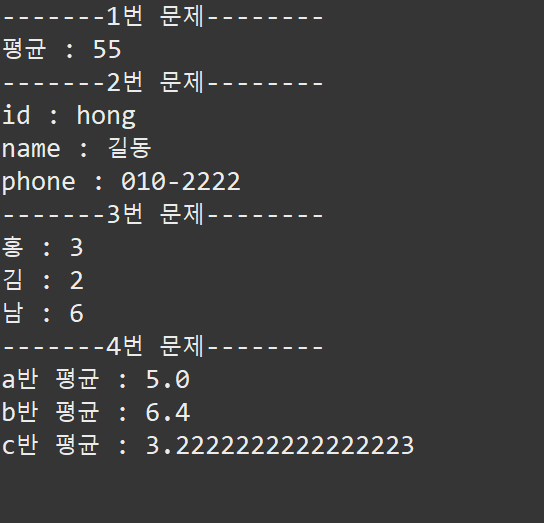 -------1번 문제--------
평균 : 55
-------2번 문제--------
id : hong
name : 길동
phone : 010-2222
-------3번 문제--------
홍 : 3
김 : 2
남 : 6
-------4번 문제--------
a반 평균 : 5.0
b반 평균 : 6.4
c반 평균 : 3.2222222222222223